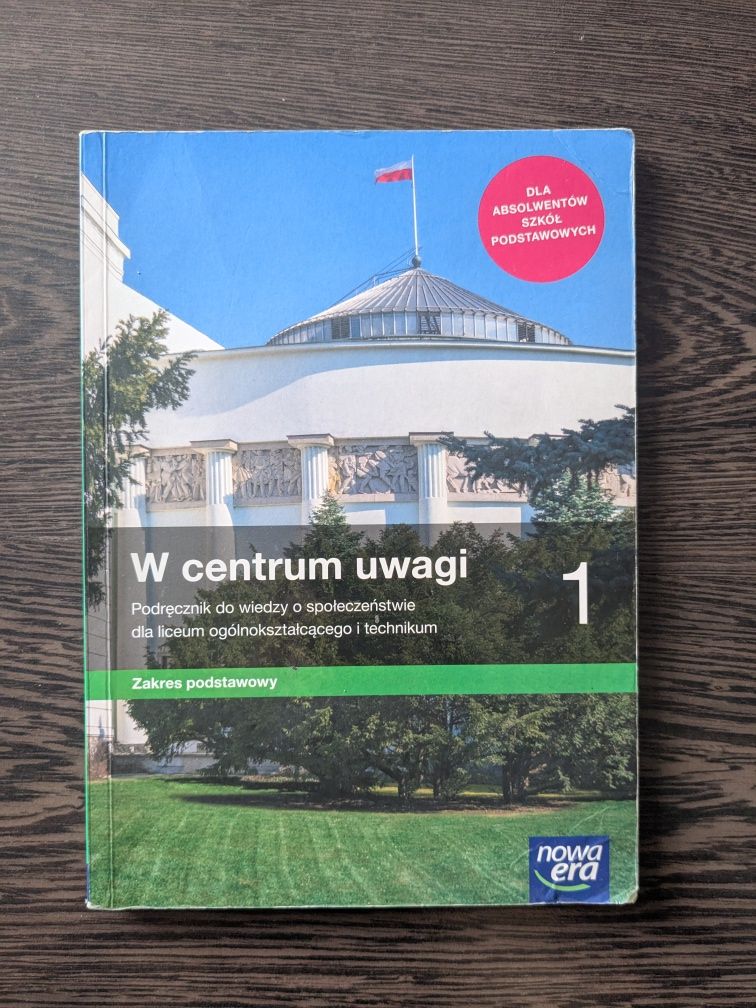 DLA
ABSOLWENTÓW
SZKÓŁ
PODSTAWOWYCH
W centrum uwagi
1
Podręcznik do wiedzy o społeczeństwie
dla liceum ogólnokształcącego i technikum
Zakres podstawowy
nowa
era